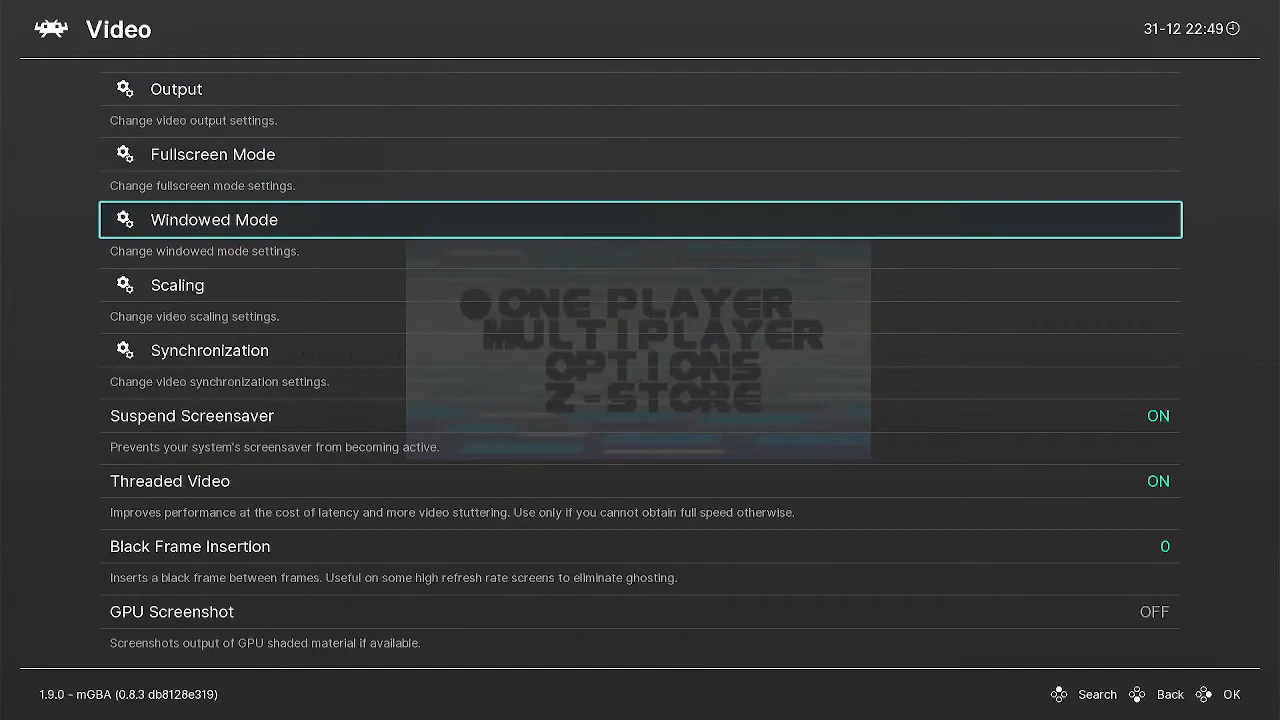 Video
31-12 22:49
Output
Change video output settings.
Fullscreen Mode
Change fullscreen mode settings.
Windowed Mode
Change windowed mode settings.
Scaling
Change video scaling settings.
Synchronization
Change video synchronization settings.
ONE PLAYER
MULTIPLAYER
OPTIONS
Z-STORE
Suspend Screensaver ON
Prevents your system's screensaver from becoming active.
Threaded Video ON
Improves performance at the cost of latency and more video stuttering. Use only if you cannot obtain full speed otherwise.
Black Frame Insertion 0
Inserts a black frame between frames. Useful on some high refresh rate screens to eliminate ghosting.
GPU Screenshot OFF
Screenshots output of GPU shaded material if available.
1.9.0 - mGBA (0.8.3 db8128e319)
Search Back OK